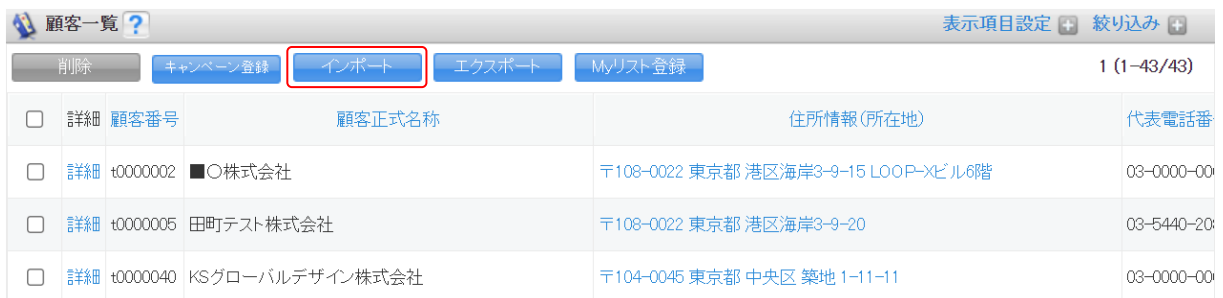 顧客一覧 ? 表示項目設定 絞り込み
削除 キャンペーン登録 インポート エクスポート Myリスト登録 1 (1-43/43)
詳細 顧客番号 顧客正式名称 住所情報(所在地) 代表電話番
詳細 t0000002 ■○株式会社 〒108-0022 東京都 港区海岸3-9-15 LOOP-Xビル6階 03-0000-00
詳細 t0000005 田町テスト株式会社 〒108-0022 東京都 港区海岸3-9-20 03-5440-20
詳細 t0000040 KSグローバルデザイン株式会社 〒104-0045 東京都 中央区 築地 1-11-11 03-0000-00